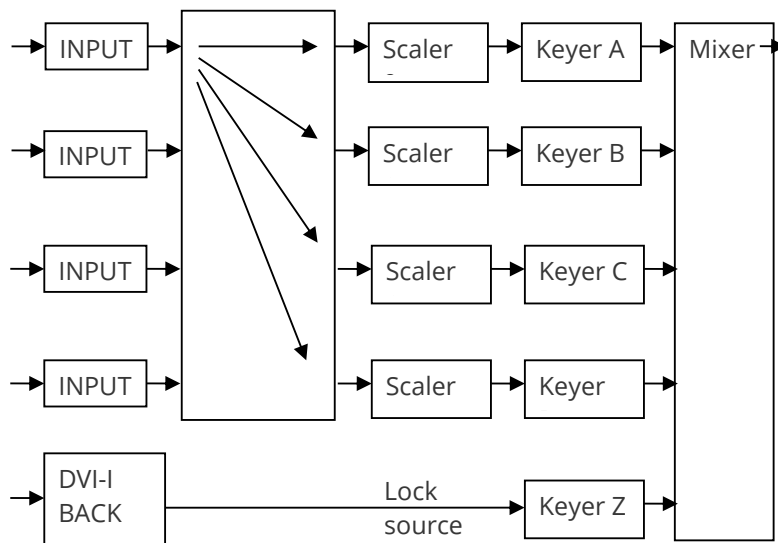 INPUT
Scaler
Keyer A
Mixer
INPUT
Scaler
Keyer B
INPUT
Scaler
Keyer C
INPUT
Scaler
Keyer
DVI-I
BACK
Lock
source
Keyer Z